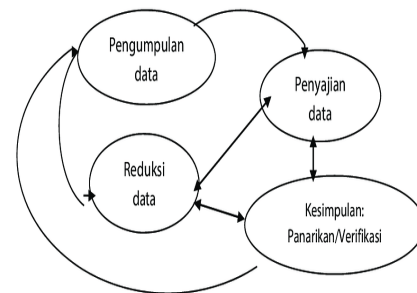 Pengumpulan
data
Penyajian
data
Reduksi
data
Kesimpulan:
Panarikan/Verifikasi